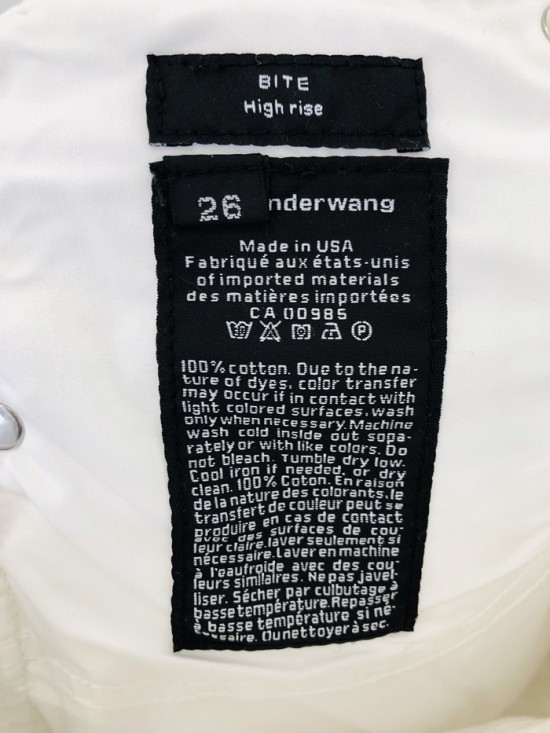 BITE
High rise
26
nderwang
Made in USA
Fabriqué aux états-unis
of imported materials
des matières importées
CA 00985
100% cotton. Due to the na-
ture of dyes, color transfer
may occur if in contact with
light colored surfaces. wash
only when necessary. Machine
wash cold inside out sepa-
rately or with like colors. Do
not bleach. Tumble dry low.
Cool iron if needed, or dry
clean. 100% Coton. En raison
de la nature des colorants, le
transfert de couleur peut se
produire en cas de contact
avec des surfaces de cou-
leur claire. laver seulement si
nécessaire. Laver en machine
à l'eau froide avec des cou-
leurs similaires. Ne pas javel-
liser. Sécher par culbutage à
basse température. Repasser
à basse température si né-
cessaire. Ou nettoyer à sec.